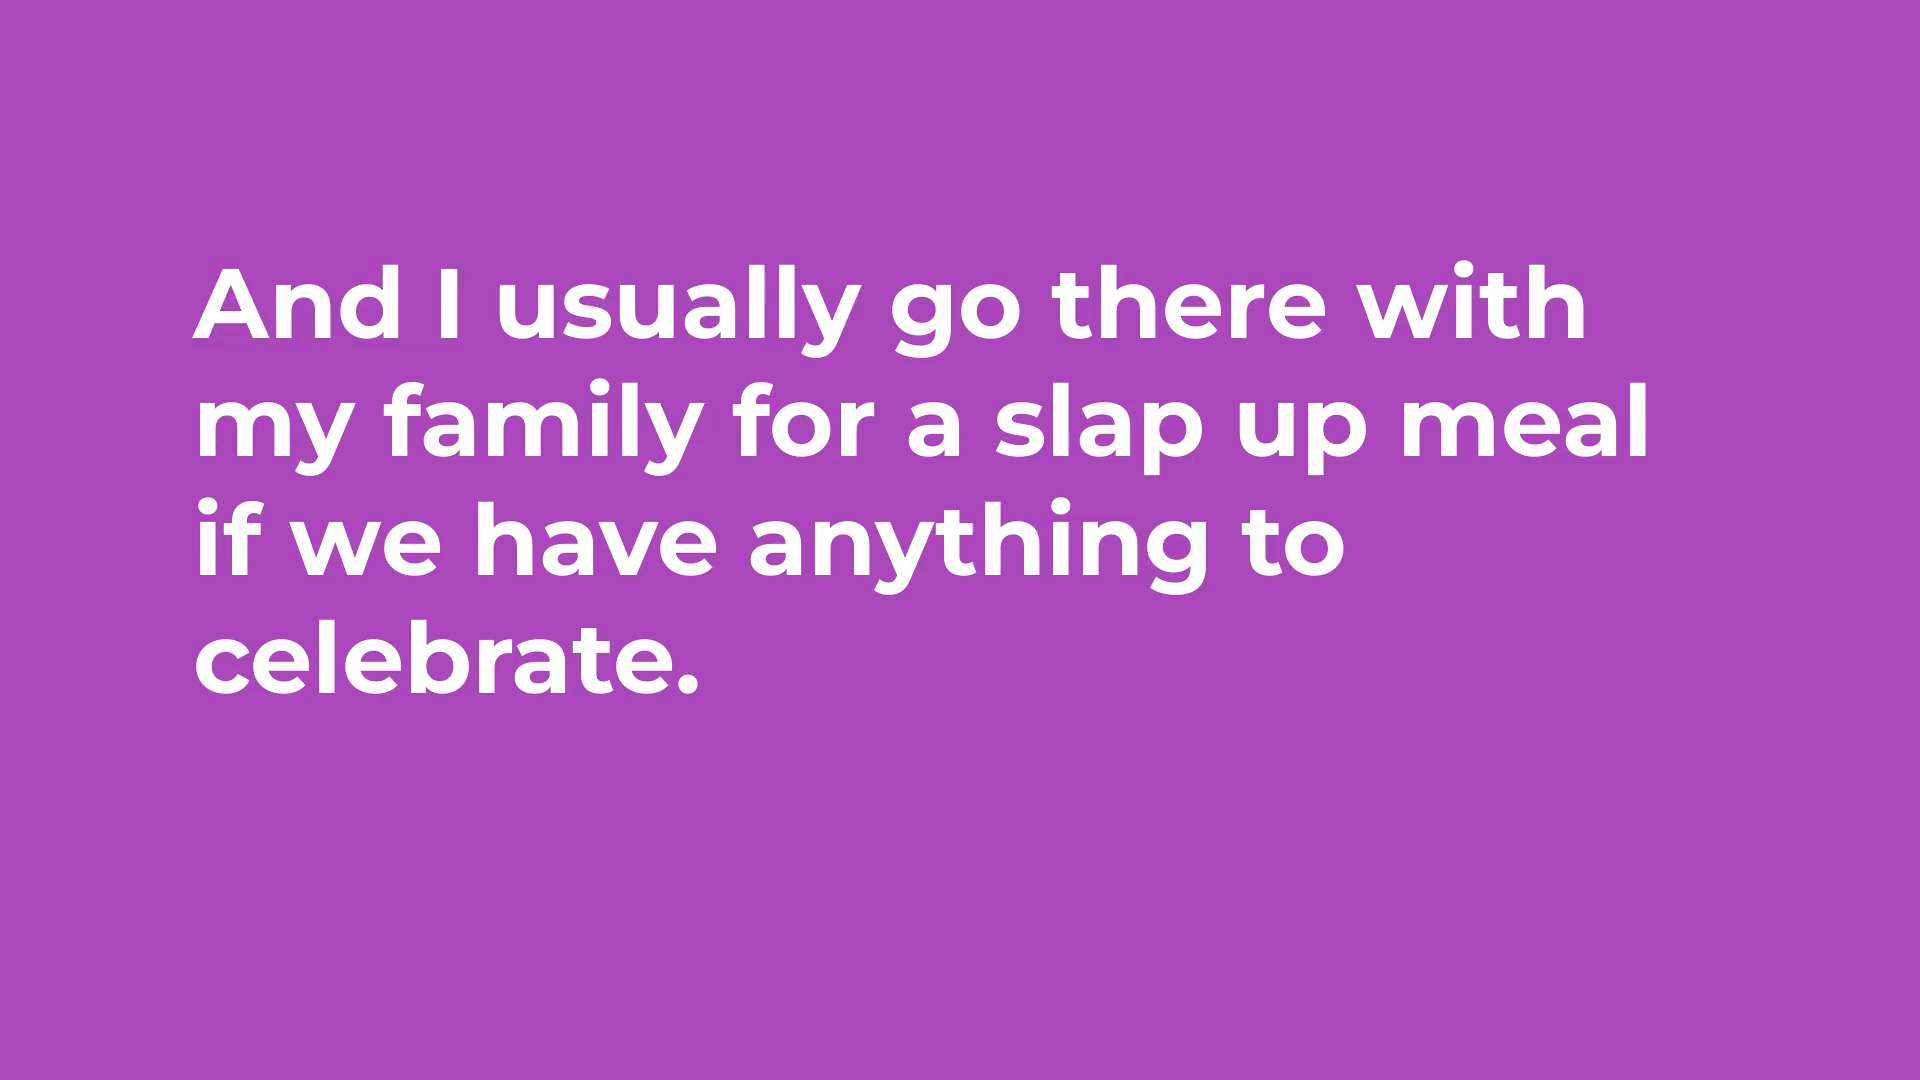 And I usually go there with
my family for a slap up meal
if we have anything to
celebrate.